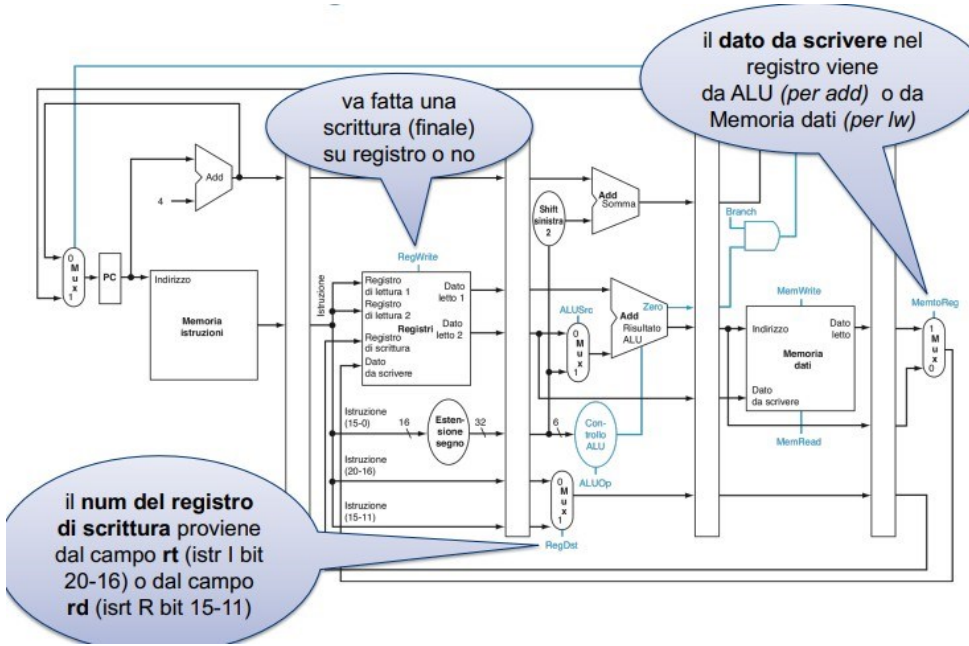 il dato da scrivere nel
registro viene
da ALU (per add) o da
Memoria dati (per lw)
va fatta una
scrittura (finale)
su registro o no
Add
4
0
M
u
x
1
PC
Indirizzo
Memoria
istruzioni
Istruzione
RegWrite
Registro
di lettura 1
Registro
di lettura 2
Registri
Registro
di scrittura
Dato
da scrivere
Dato
letto 1
Dato
letto 2
Istruzione
(15-0)
16
Esten-
sione
segno
32
Istruzione
(20-16)
Istruzione
(15-11)
Shift
sinistra
2
Add
Somma
ALUSrc
0
M
u
x
1
Add
Zero
Risultato
ALU
6
Con-
trollo
ALU
ALUOp
0
M
u
x
1
RegDst
Branch
MemWrite
Indirizzo
Dato
letto
Memoria
dati
Dato
da scrivere
MemRead
MemtoReg
1
M
u
x
0
il num del registro
di scrittura proviene
dal campo rt (istr I bit
20-16) o dal campo
rd (isrt R bit 15-11)